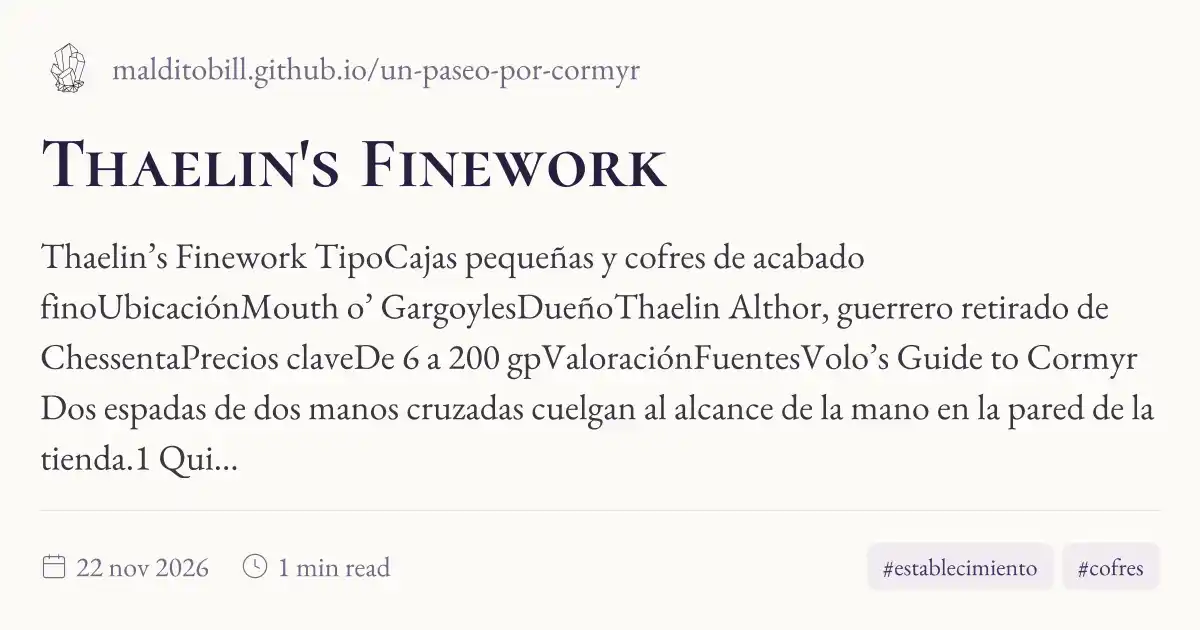 malditobill.github.io/un-paseo-por-cormyr
Thaelin's Finework
Thaelin’s Finework TipoCajas pequeñas y cofres de acabado
finoUbicaciónMouth o’ GargoylesDueñoThaelin Althor, guerrero retirado de
ChessentaPrecios claveDe 6 a 200 gpValoraciónFuentesVolo’s Guide to Cormyr
Dos espadas de dos manos cruzadas cuelgan al alcance de la mano en la pared de la
tienda.1 Qui...
22 nov 2026 1 min read #establecimiento #cofres